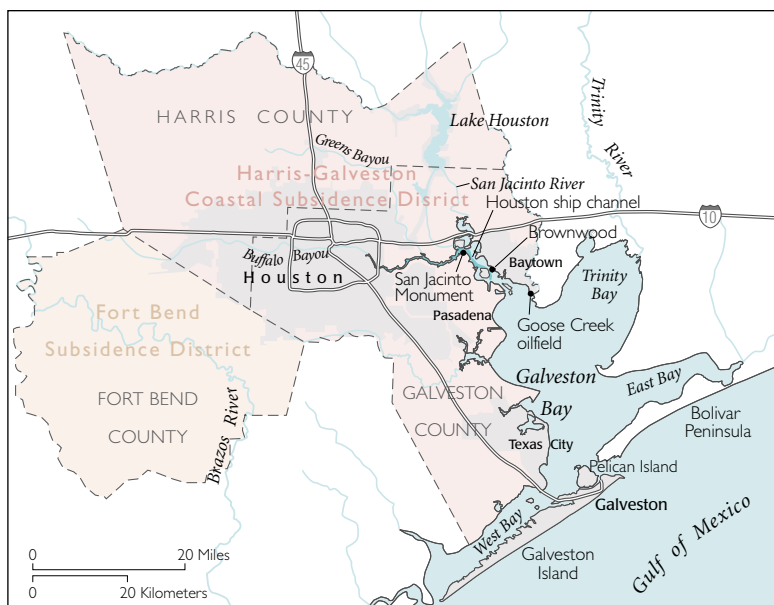 45
HARRIS COUNTY
Lake Houston
Trinity
River
Greens Bayou
Harris-Galveston
Coastal Subsidence District
San Jacinto River
Houston ship channel
10
Brownwood
Buffalo Bayou
Baytown
Houston
San Jacinto
Monument
Trinity
Bay
Fort Bend
Subsidence District
Pasadena
Goose Creek
oilfield
Galveston
Bay
East Bay
FORT BEND
COUNTY
GALVESTON
COUNTY
Brazos River
Bolivar
Peninsula
Texas City
Pelican Island
Galveston
West Bay
Galveston
Island
Gulf of Mexico
0 20 Miles
0 20 Kilometers